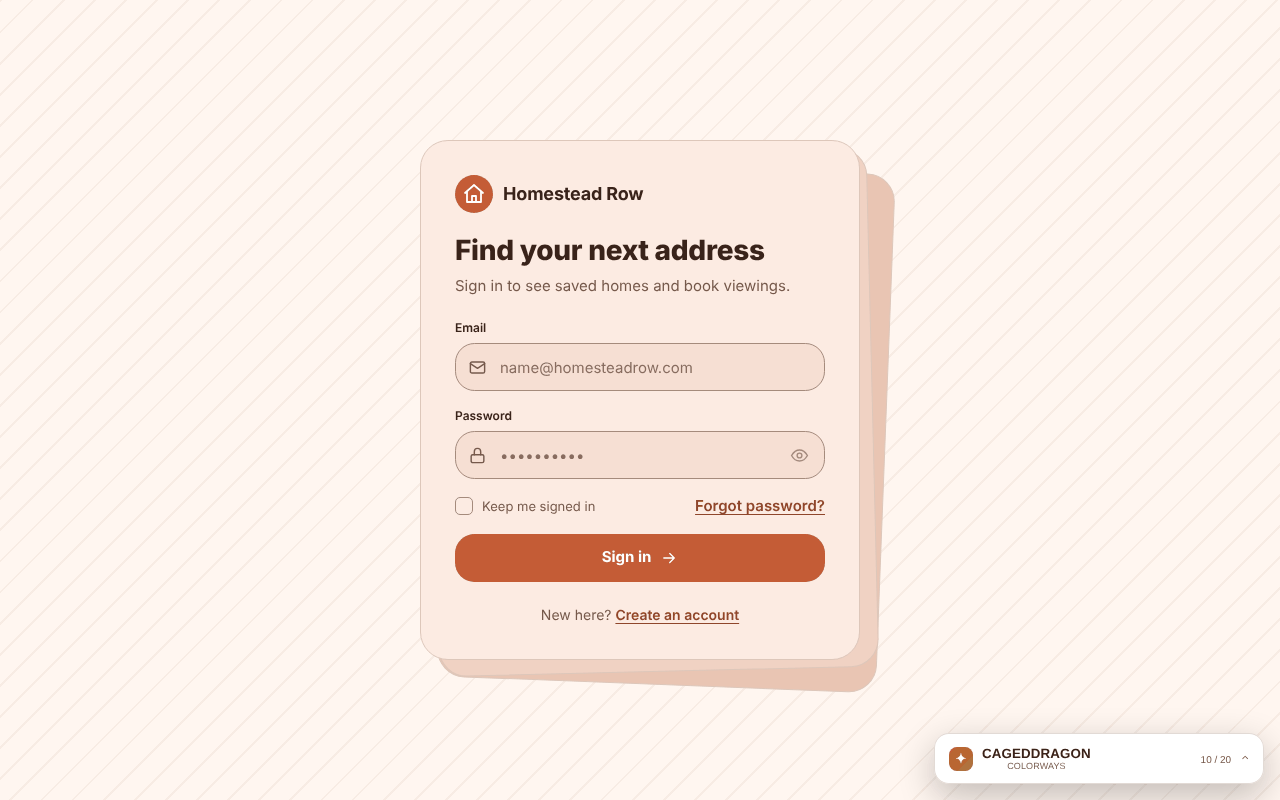 Homestead Row
Find your next address
Sign in to see saved homes and book viewings.
Email
name@homesteadrow.com
Password
••••••••••
Keep me signed in
Forgot password?
Sign in →
New here? Create an account
CAGEDDRAGON
COLORWAYS
10 / 20